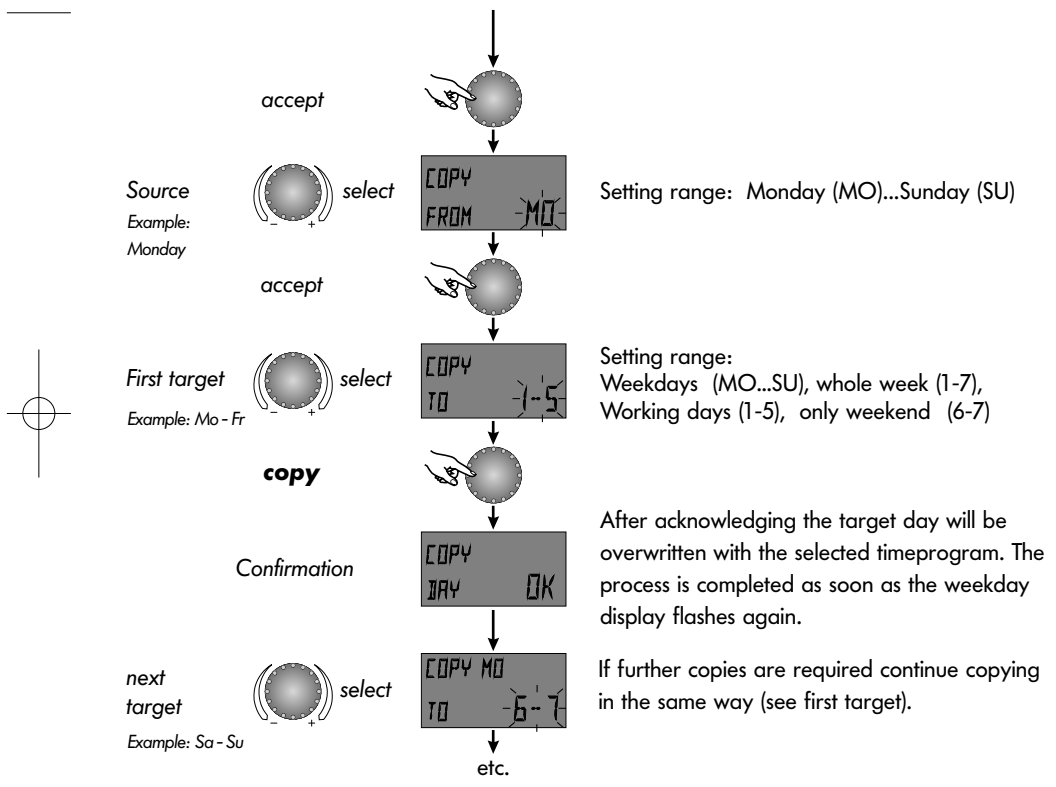 accept
Source
Example:
Monday
- +
select
COPY
FROM MO
Setting range: Monday (MO)...Sunday (SU)
accept
First target
Example: Mo - Fr
- +
select
COPY
TO 1-5
Setting range:
Weekdays (MO...SU), whole week (1-7),
Working days (1-5), only weekend (6-7)
copy
Confirmation
COPY
DAY OK
After acknowledging the target day will be
overwritten with the selected timeprogram. The
process is completed as soon as the weekday
display flashes again.
next
target
Example: Sa - Su
- +
select
COPY MO
TO 6-7
If further copies are required continue copying
in the same way (see first target).
etc.